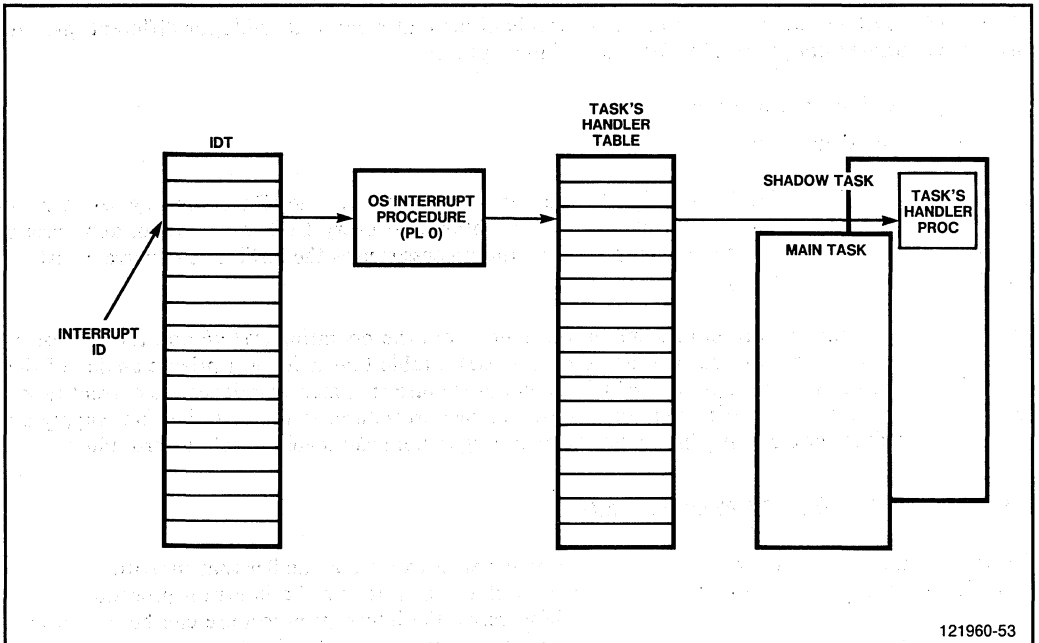 TASK'S
HANDLER
TABLE
IDT
OS INTERRUPT
PROCEDURE
(PL 0)
SHADOW TASK
TASK'S
HANDLER
PROC
MAIN TASK
INTERRUPT
ID
121960-53